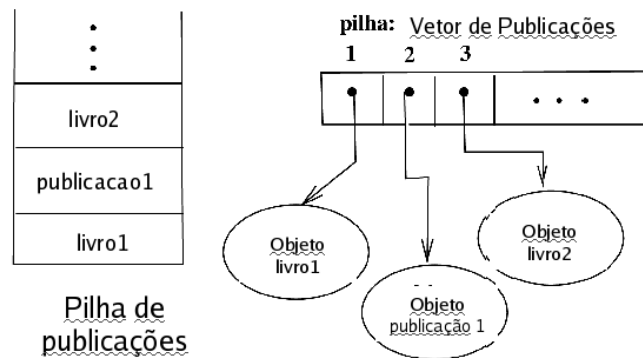 livro2
publicacao1
livro1
Pilha de
publicações
pilha: Vetor de Publicações
1 2 3
Objeto
livro1
Objeto
publicação 1
Objeto
livro2